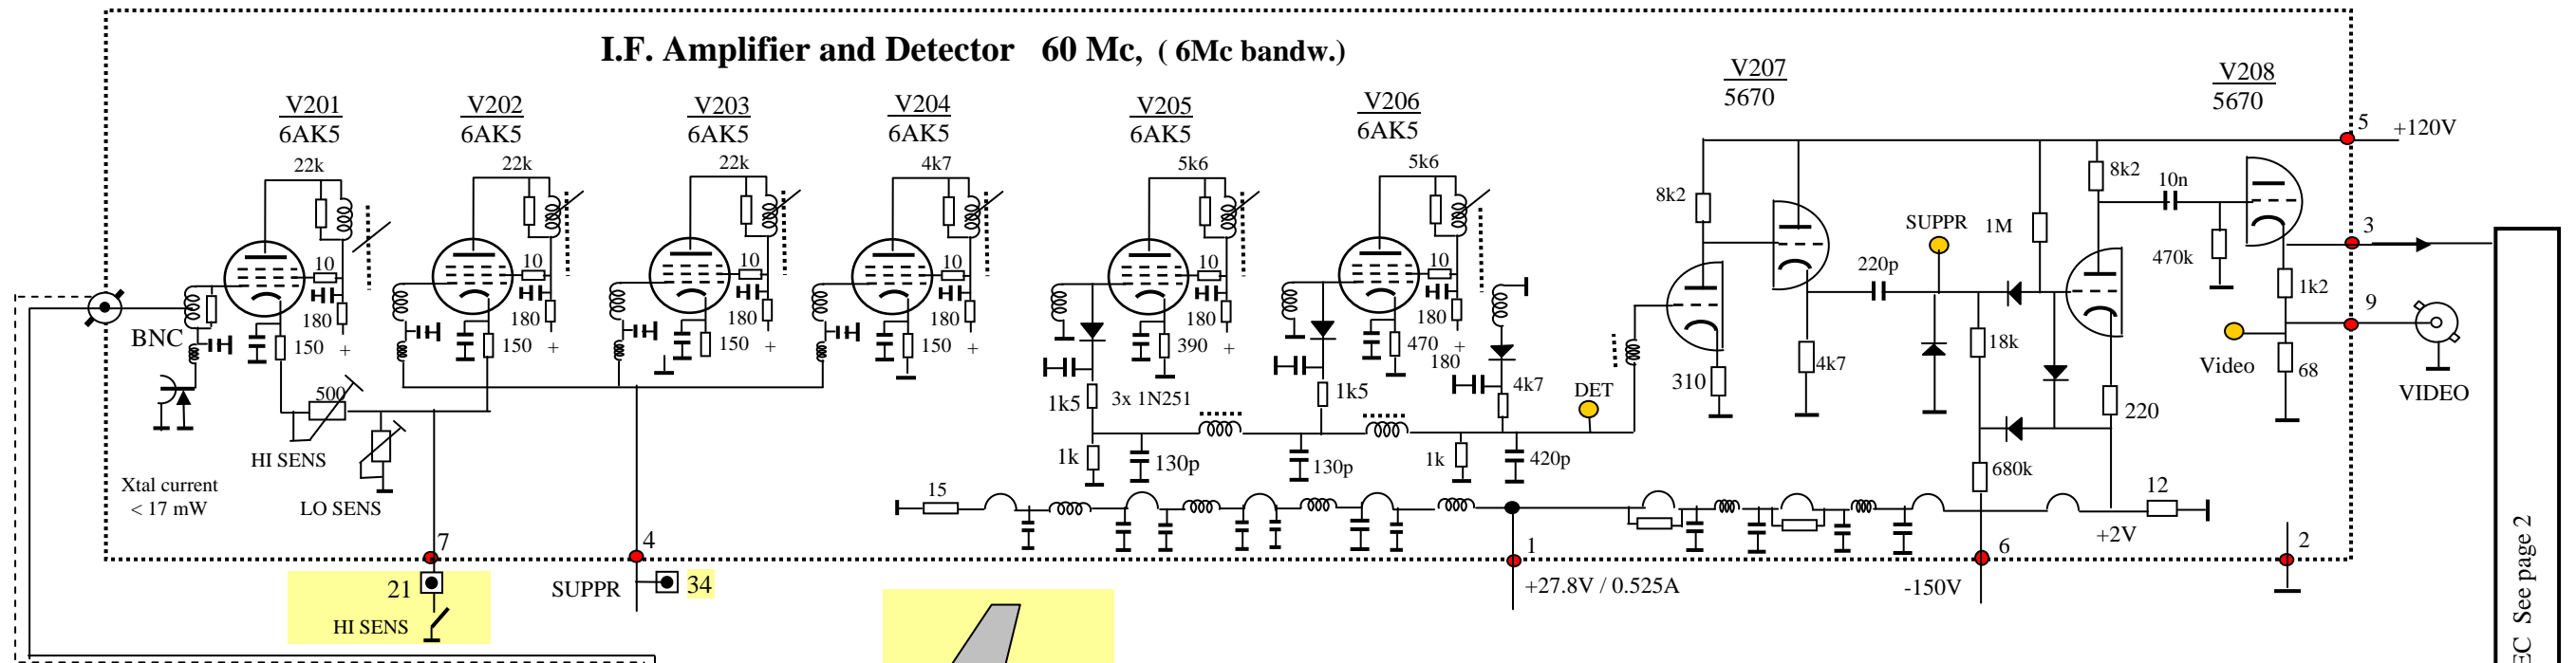 I.F. Amplifier and Detector 60 Mc, ( 6Mc bandw.)
V201
6AK5
V202
6AK5
V203
6AK5
V204
6AK5
V205
6AK5
V206
6AK5
V207
5670
V208
5670
5
+120V
22k
22k
22k
4k7
5k6
5k6
8k2
8k2
10n
SUPPR
1M
3
10
10
10
10
10
10
220p
470k
1k2
9
BNC
180
150
+
180
150
+
180
150
+
180
150
+
180
390
+
180
470
+
180
18k
4k7
Video
68
VIDEO
500
1k5
3x 1N251
1k5
4k7
DET
310
220
HI SENS
1k
130p
130p
1k
420p
680k
Xtal current
< 17 mW
LO SENS
15
12
+2V
7
4
1
6
2
21
SUPPR
34
+27.8V / 0.525A
-150V
HI SENS
EC See page 2